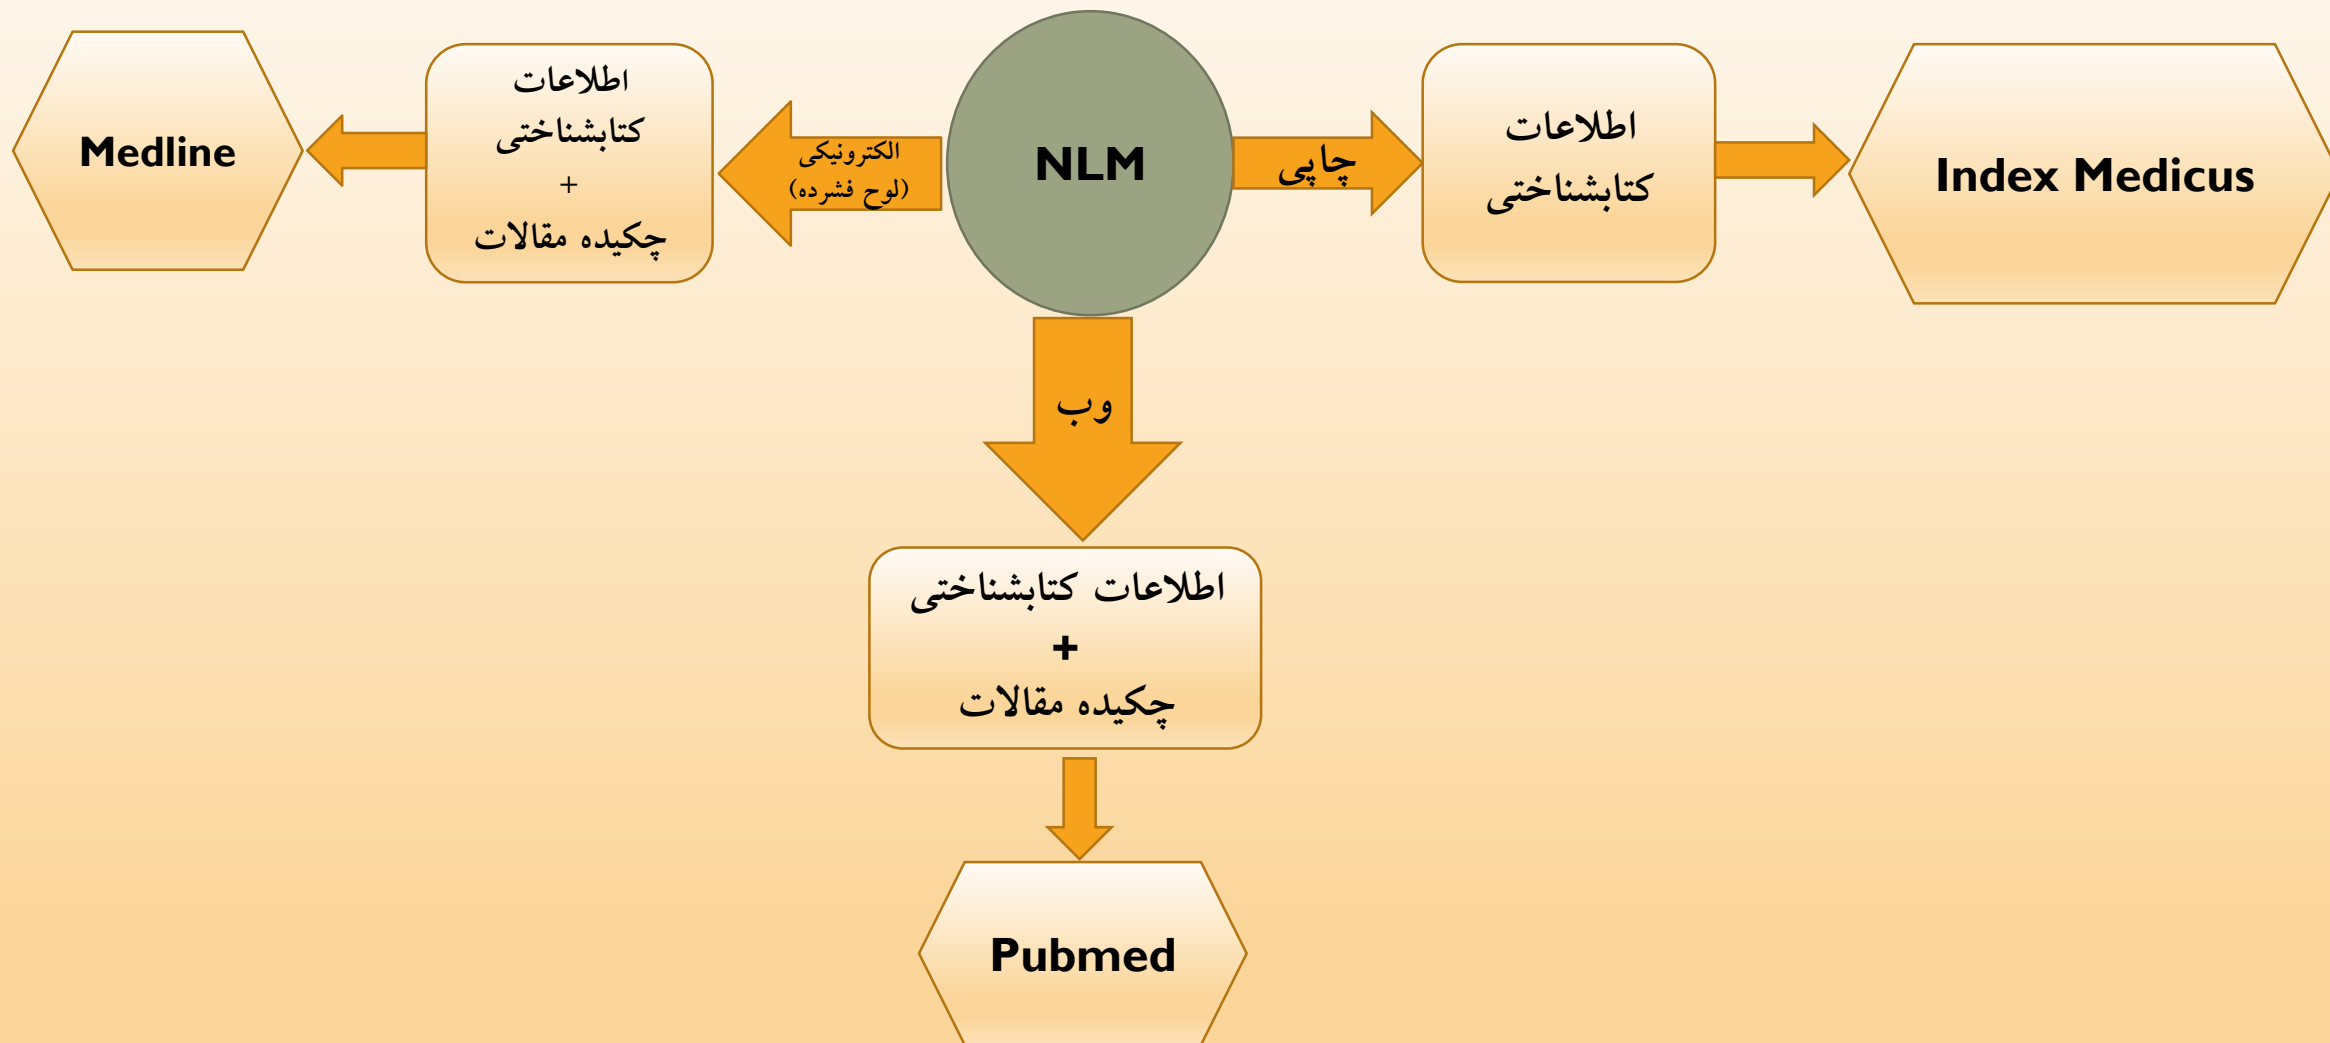 Medline
اطلاعات
کتابشناختی
+
چکیده مقالات
الکترونیکی
(لوح فشرده)
NLM
چاپی
اطلاعات
کتابشناختی
Index Medicus
وب
اطلاعات کتابشناختی
+
چکیده مقالات
Pubmed